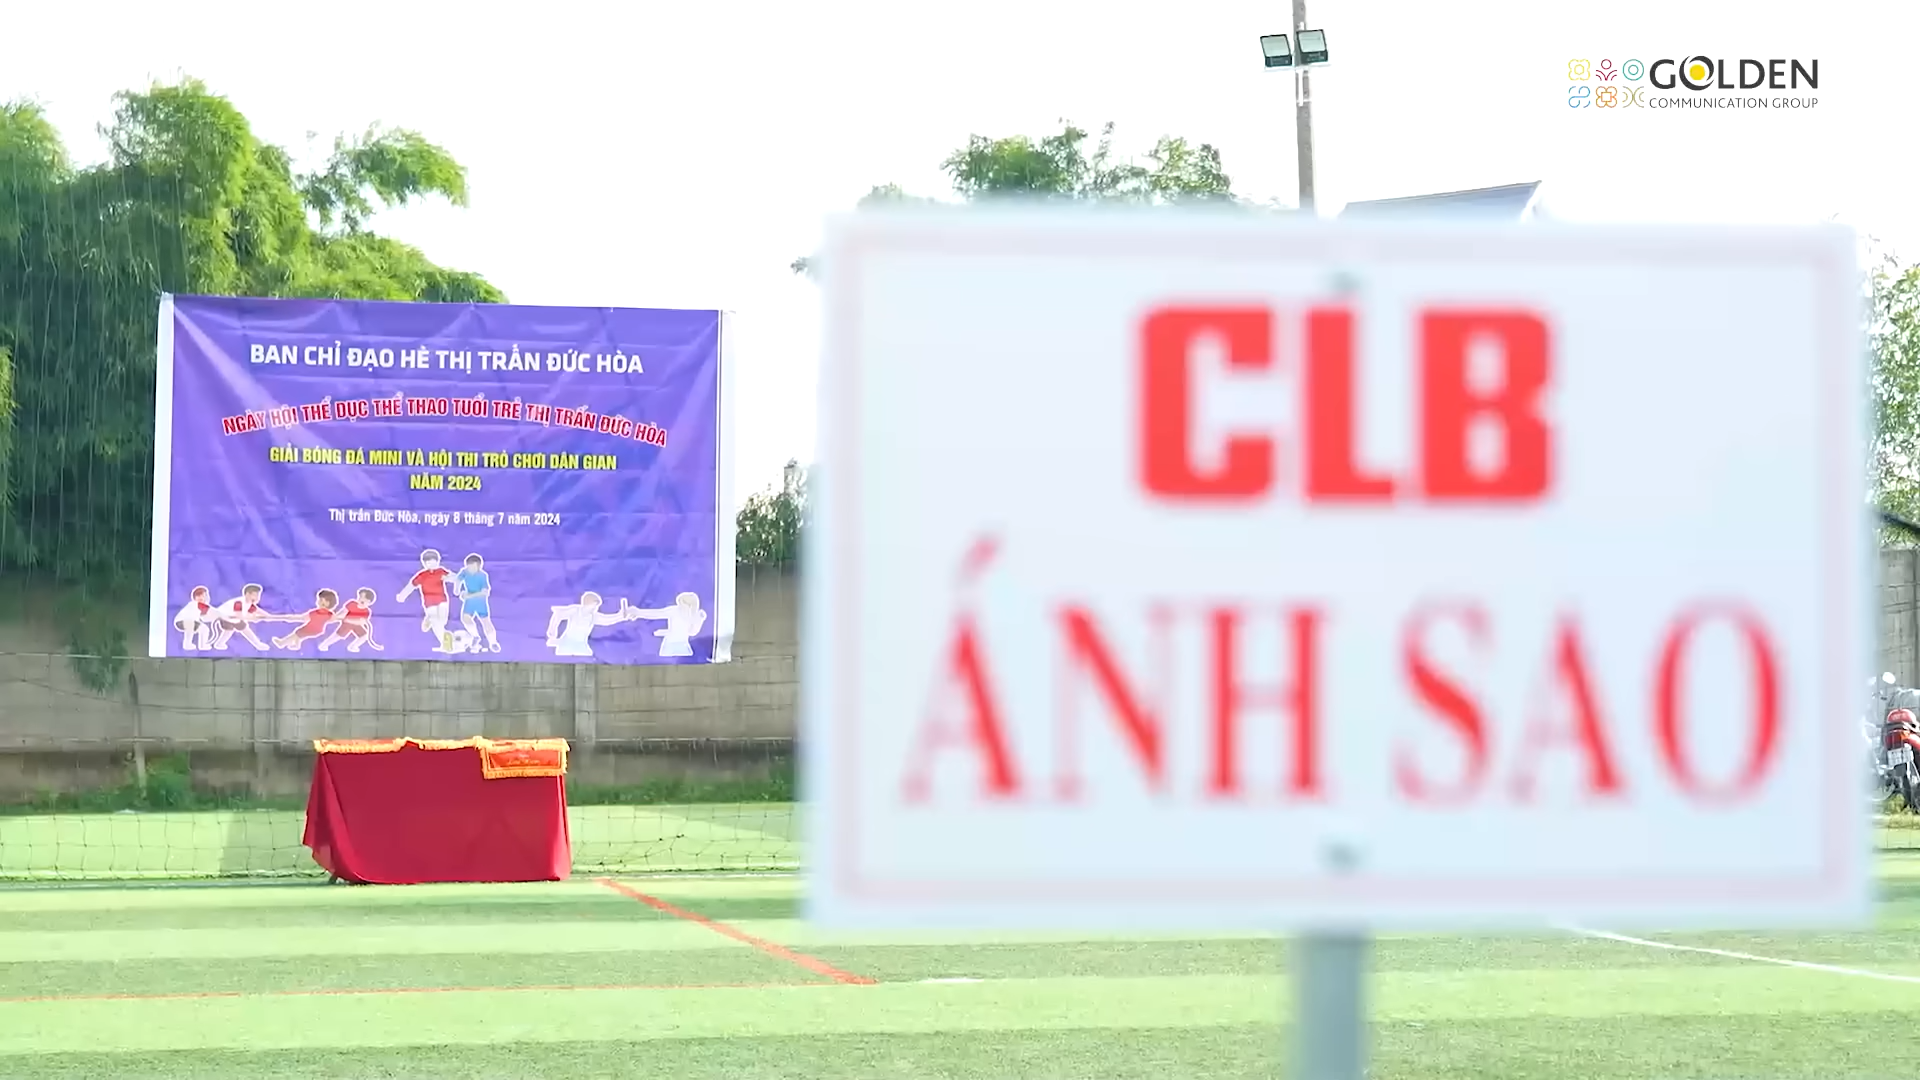 GOLDEN
COMMUNICATION GROUP
BAN CHỈ ĐẠO HÈ THỊ TRẤN ĐỨC HÒA
NGÀY HỘI THỂ DỤC THỂ THAO TUỔI TRẺ THỊ TRẤN ĐỨC HÒA
GIẢI BÓNG ĐÁ MINI VÀ HỘI THI TRÒ CHƠI DÂN GIAN
NĂM 2024
Thị trấn Đức Hòa, ngày 8 tháng 7 năm 2024
CLB
ÁNH SAO